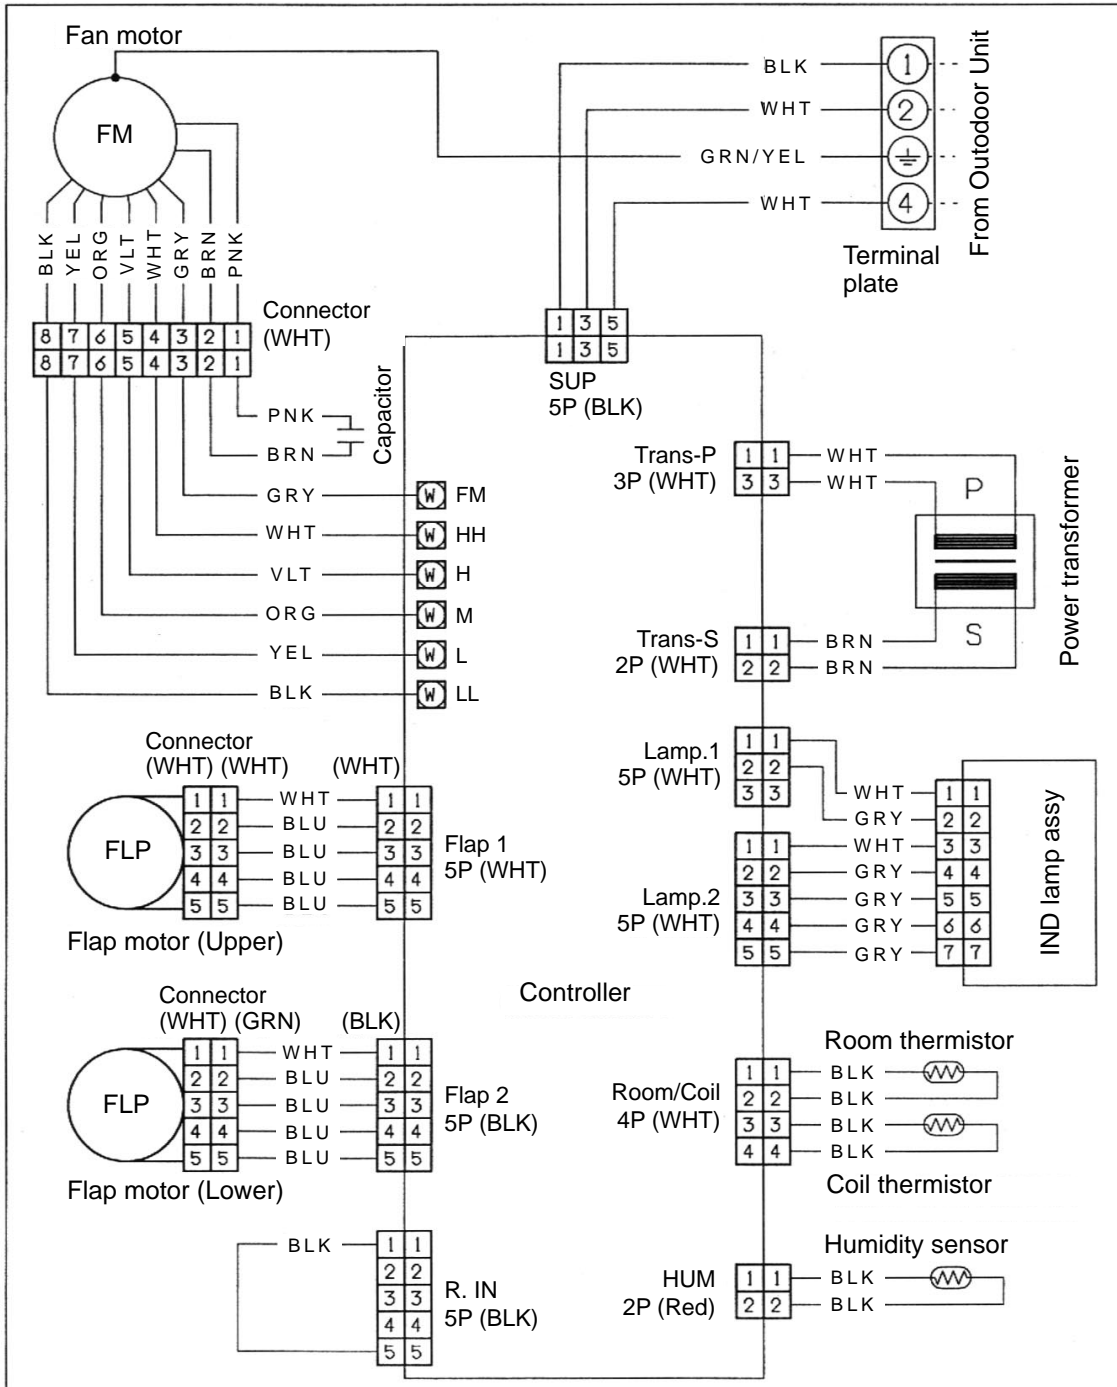 Fan motor
FM
BLK
YEL
ORG
VLT
WHT
GRY
BRN
PNK
8 7 6 5 4 3 2 1
8 7 6 5 4 3 2 1
Connector
(WHT)
PNK
BRN
Capacitor
GRY
FM
WHT
HH
VLT
H
ORG
M
YEL
L
BLK
LL
W
W
W
W
W
W
BLK
1
WHT
2
GRN/YEL
WHT
4
Terminal
plate
From Outodoor Unit
1 3 5
1 3 5
SUP
5P (BLK)
Trans-P
3P (WHT)
1 1 WHT
3 3 WHT
P
S
Power transformer
Trans-S
2P (WHT)
1 1 BRN
2 2 BRN
Lamp.1
5P (WHT)
1 1
2 2
3 3
Lamp.2
5P (WHT)
1 1
2 2
3 3
4 4
5 5
WHT 1 1
GRY 2 2
WHT 3 3
GRY 4 4
GRY 5 5
GRY 6 6
GRY 7 7
IND lamp assy
Connector
(WHT) (WHT) (WHT)
FLP
1 1 WHT 1 1
2 2 BLU 2 2
3 3 BLU 3 3
4 4 BLU 4 4
5 5 BLU 5 5
Flap 1
5P (WHT)
Flap motor (Upper)
Controller
Connector
(WHT) (GRN) (BLK)
FLP
1 1 WHT 1 1
2 2 BLU 2 2
3 3 BLU 3 3
4 4 BLU 4 4
5 5 BLU 5 5
Flap 2
5P (BLK)
Flap motor (Lower)
Room/Coil
4P (WHT)
Room thermistor
1 1 BLK
2 2 BLK
3 3 BLK
4 4 BLK
Coil thermistor
BLK 1 1
2 2
3 3
4 4
5 5
R. IN
5P (BLK)
Humidity sensor
HUM
2P (Red)
1 1 BLK
2 2 BLK